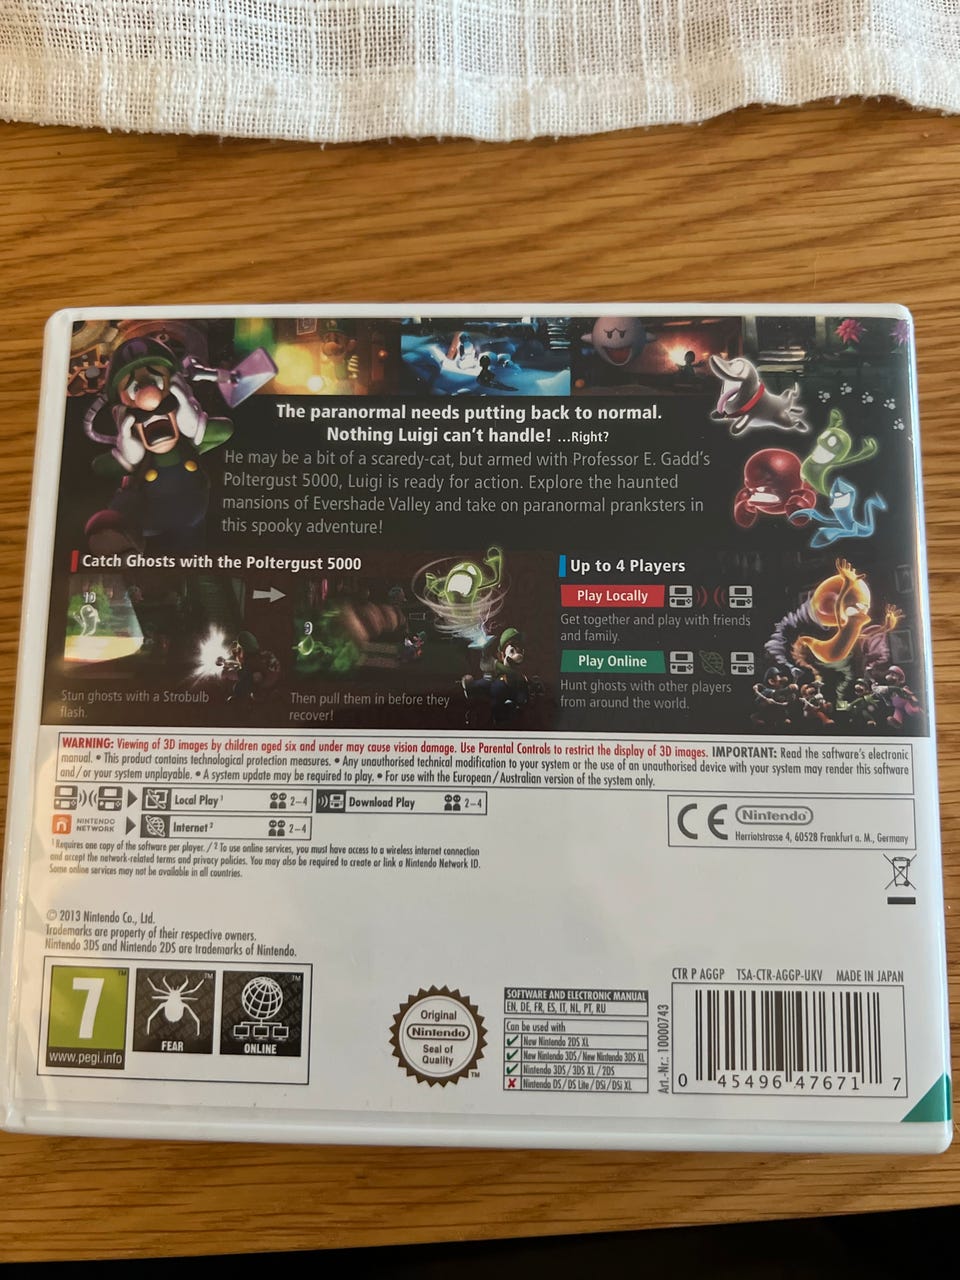 The paranormal needs putting back to normal.
Nothing Luigi can't handle! ...Right?
He may be a bit of a scaredy-cat, but armed with Professor E. Gadd's
Poltergust 5000, Luigi is ready for action. Explore the haunted
mansions of Evershade Valley and take on paranormal pranksters in
this spooky adventure!
Catch Ghosts with the Poltergust 5000
10
9
Stun ghosts with a Strobulb
flash.
Then pull them in before they
recover!
Up to 4 Players
Play Locally
Get together and play with friends
and family.
Play Online
Hunt ghosts with other players
from around the world.
WARNING: Viewing of 3D images by children aged six and under may cause vision damage. Use Parental Controls to restrict the display of 3D images. IMPORTANT: Read the software's electronic
manual. • This product contains technological protection measures. • Any unauthorised technical modification to your system or the use of an unauthorised device with your system may render this software
and/or your system unplayable. • A system update may be required to play. • For use with the European/Australian version of the system only.
Local Play¹ 2–4
Download Play 2–4
NINTENDO
NETWORK
Internet² 2–4
¹ Requires one copy of the software per player. / ² To use online services, you must have access to a wireless internet connection
and accept the network-related terms and privacy policies. You may also be required to create or link a Nintendo Network ID.
Some online services may not be available in all countries.
CE
Nintendo
Herriotstrasse 4, 60528 Frankfurt a. M., Germany
© 2013 Nintendo Co., Ltd.
Trademarks are property of their respective owners.
Nintendo 3DS and Nintendo 2DS are trademarks of Nintendo.
7 ™
www.pegi.info
™
FEAR
™
ONLINE
Original
Nintendo
Seal of
Quality
™
SOFTWARE AND ELECTRONIC MANUAL
EN, DE, FR, ES, IT, NL, PT, RU
Can be used with
New Nintendo 2DS XL
New Nintendo 3DS/New Nintendo 3DS XL
Nintendo 3DS/3DS XL/2DS
Nintendo DS/DS Lite/DSi/DSi XL
Art.-Nr.: 10000743
CTR P AGGP TSA-CTR-AGGP-UKV MADE IN JAPAN
0 45496 47671 7